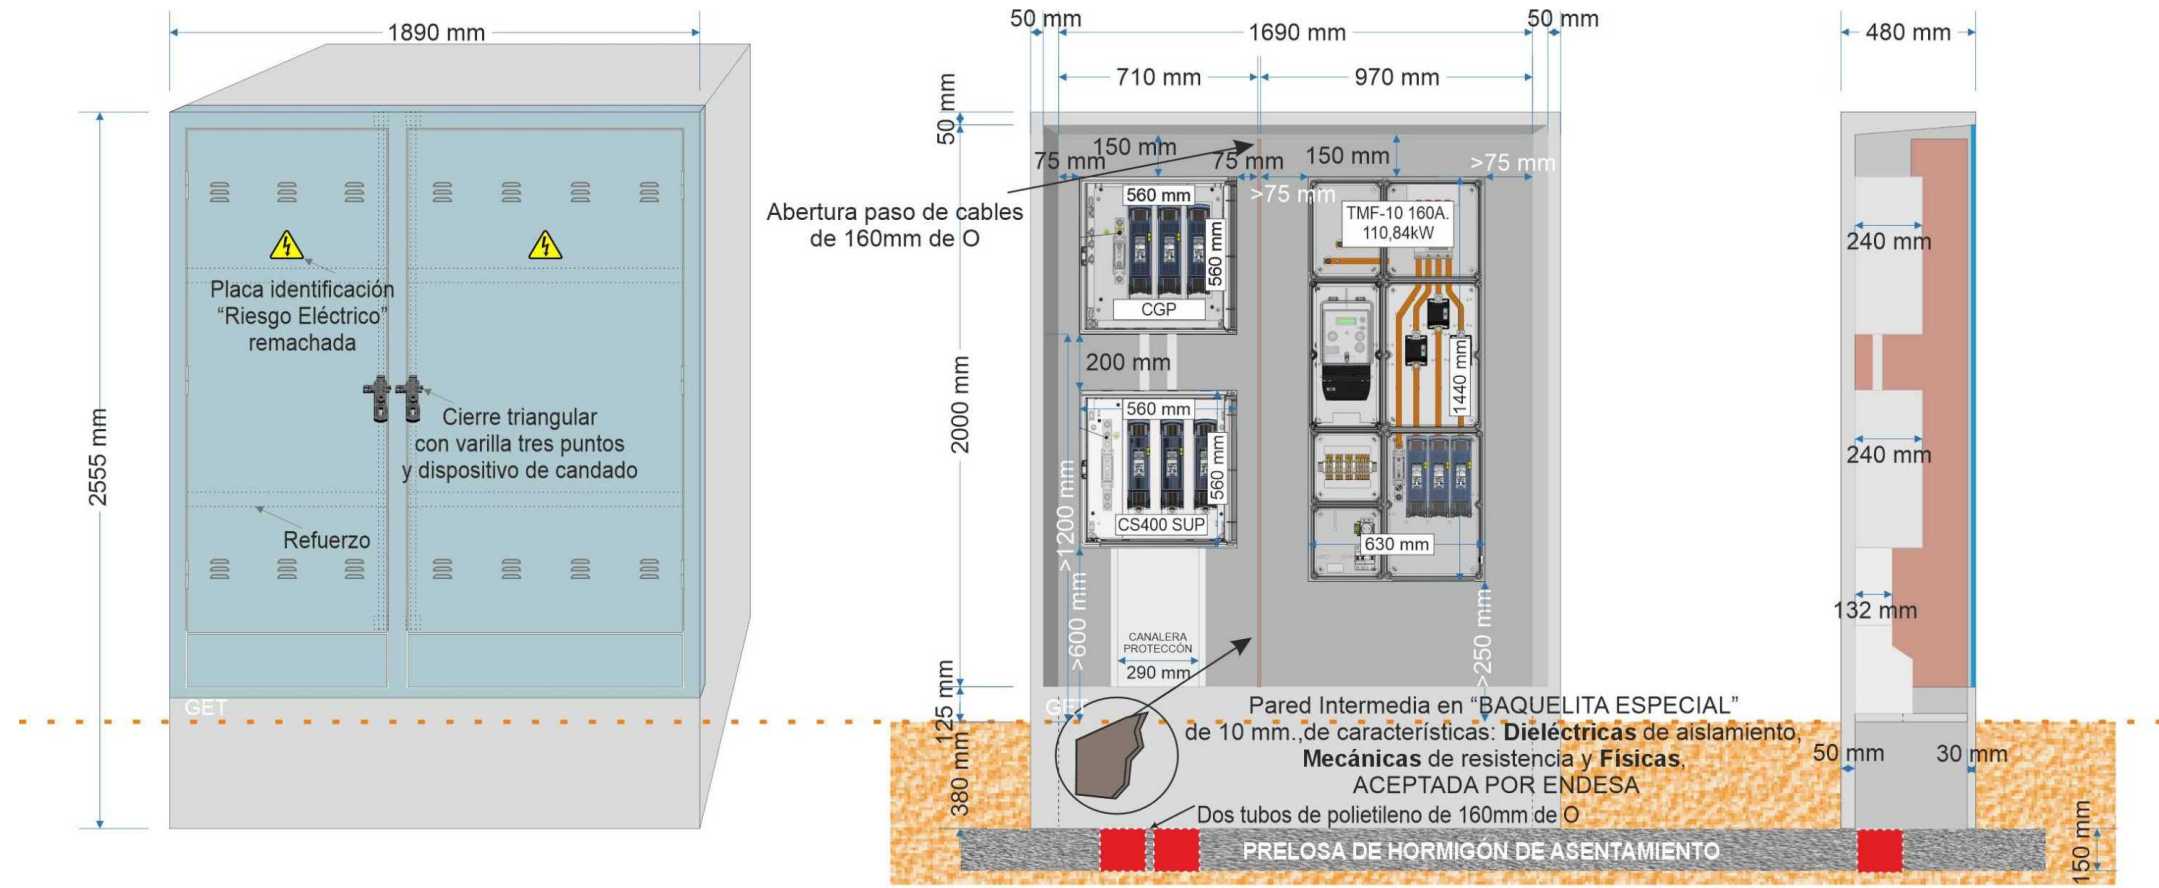 1890 mm
2555 mm
Placa identificación
“Riesgo Eléctrico”
remachada
Cierre triangular
con varilla tres puntos
y dispositivo de candado
Refuerzo
GET
50 mm
1690 mm
50 mm
710 mm
970 mm
50 mm
2000 mm
125 mm
380 mm
150 mm
75 mm
75 mm
150 mm
>75 mm
>75 mm
Abertura paso de cables
de 160mm de O
560 mm
560 mm
CGP
200 mm
560 mm
560 mm
CS400 SUP
>1200 mm
>600 mm
CANALERA
PROTECCÓN
290 mm
TMF-10 160A.
110,84kW
1440 mm
630 mm
>250 mm
GET
Pared Intermedia en “BAQUELITA ESPECIAL”
de 10 mm.,de características: Dieléctricas de aislamiento,
Mecánicas de resistencia y Físicas,
ACEPTADA POR ENDESA
Dos tubos de polietileno de 160mm de O
PRELOSA DE HORMIGÓN DE ASENTAMIENTO
480 mm
240 mm
240 mm
132 mm
50 mm
30 mm
150 mm